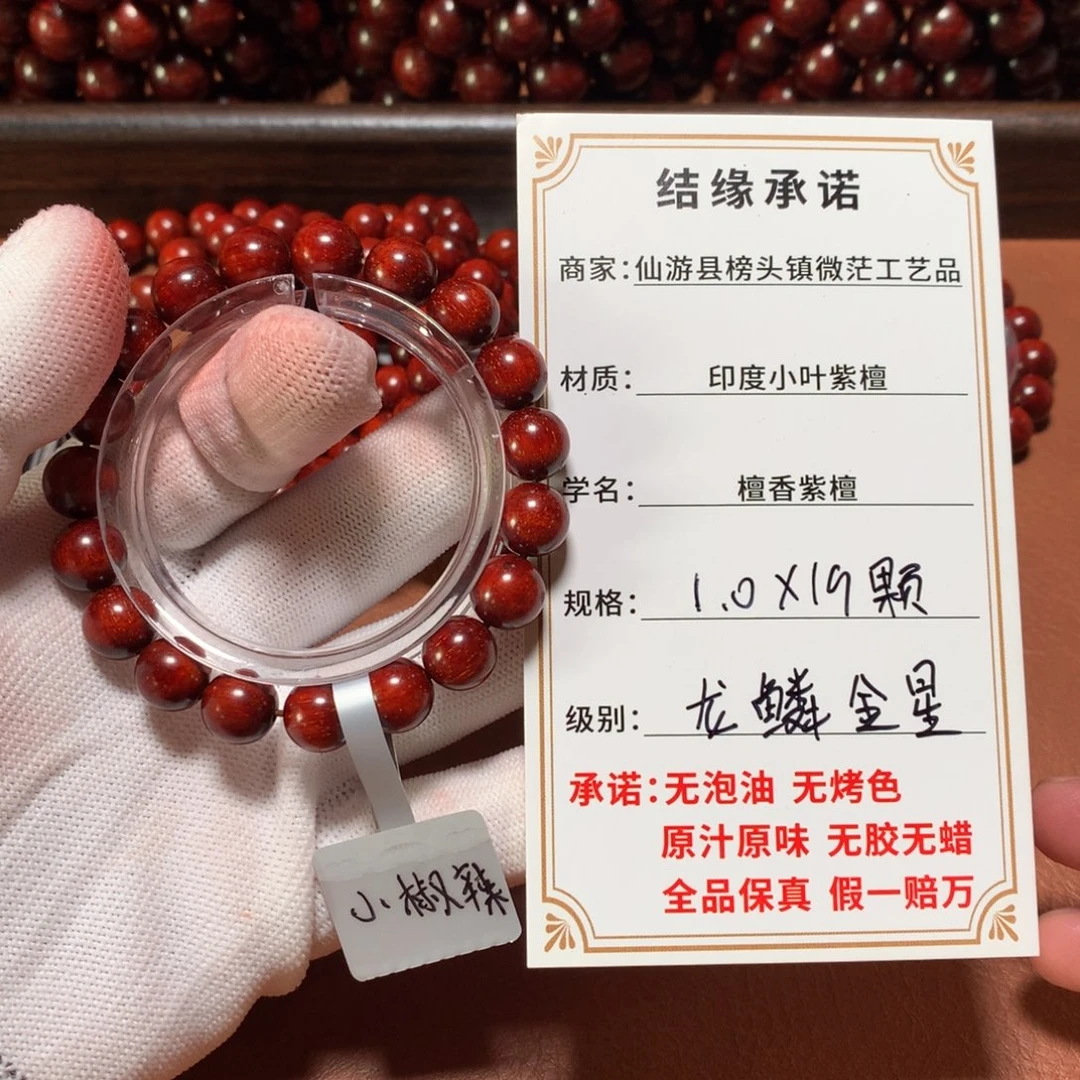 结缘承诺
商家：仙游县榜头镇微茫工艺品
材质：印度小叶紫檀
学名：檀香紫檀
规格：1.0X19颗
级别：龙鳞金星
承诺：无泡油 无烤色
原汁原味 无胶无蜡
全品保真 假一赔万
小椒辣